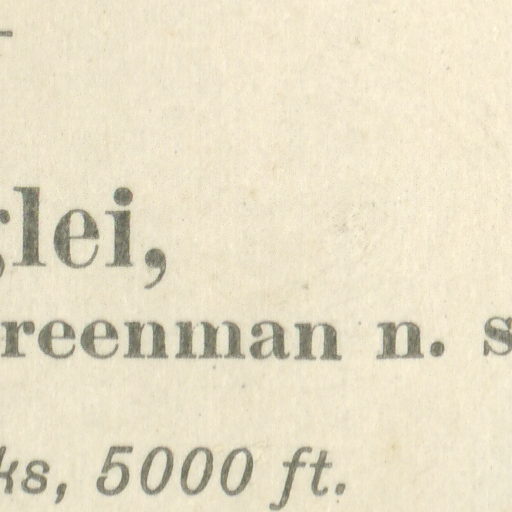 glei,
reenman n. s
ks, 5000 ft.